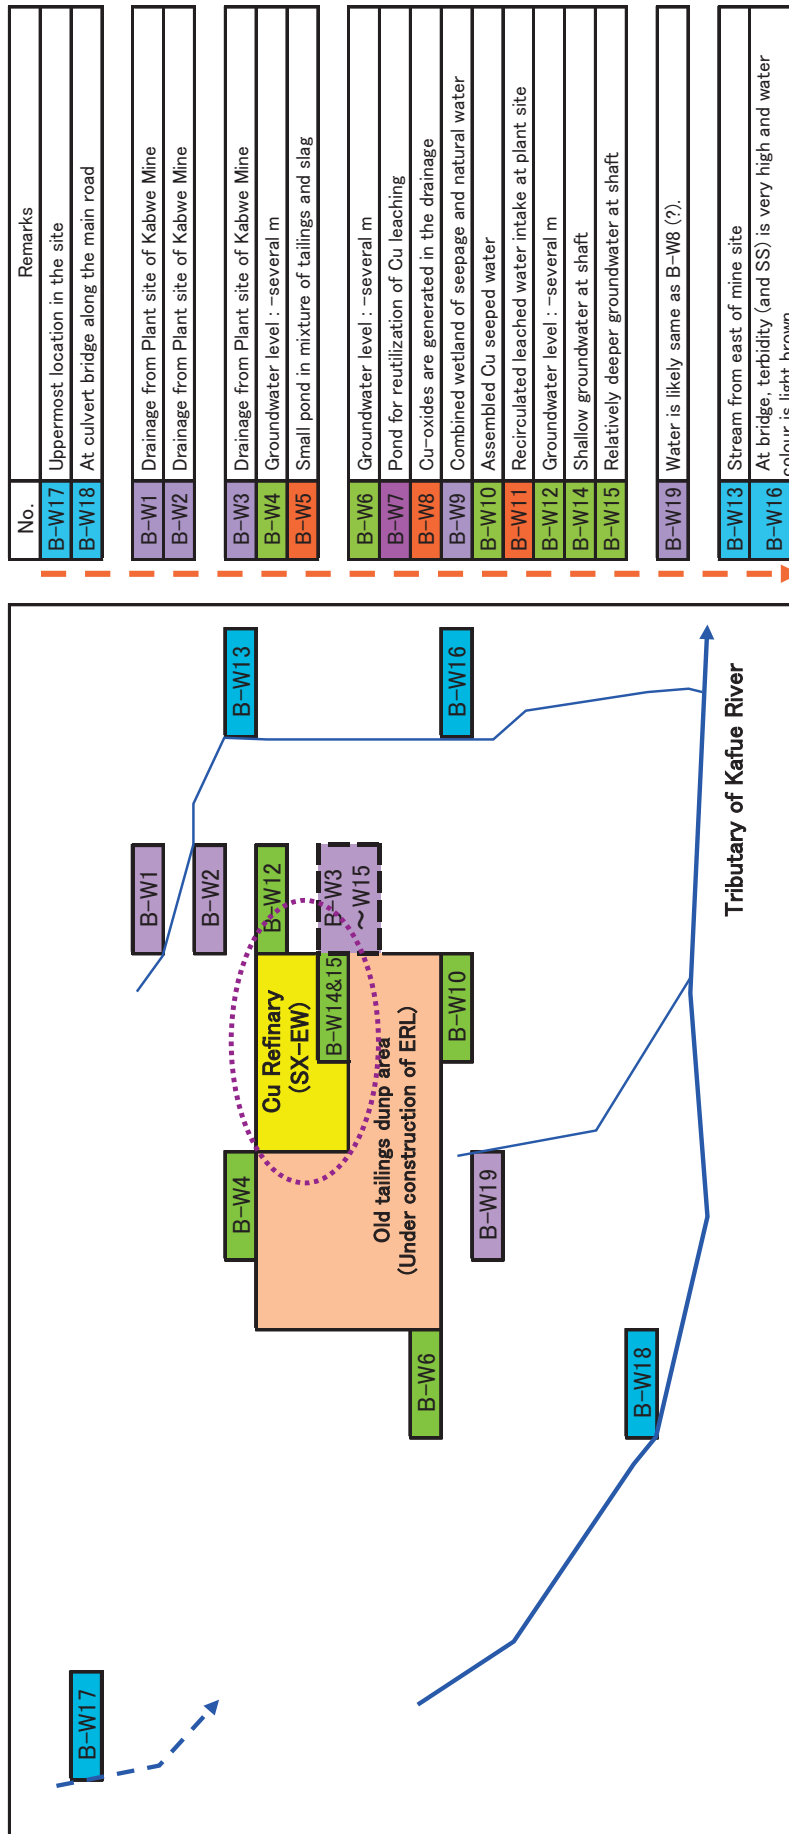 B-W17
B-W18
B-W6
B-W4
B-W19
Old tailings dunp area
(Under construction of ERL)
Cu Refinary
(SX-EW)
B-W14&15
B-W10
B-W12
B-W3
~W15
B-W1
B-W2
B-W13
B-W16
Tributary of Kafue River
No. Remarks
B-W17 Uppermost location in the site
B-W18 At culvert bridge along the main road
B-W1 Drainage from Plant site of Kabwe Mine
B-W2 Drainage from Plant site of Kabwe Mine
B-W3 Drainage from Plant site of Kabwe Mine
B-W4 Groundwater level : -several m
B-W5 Small pond in mixture of tailings and slag
B-W6 Groundwater level : -several m
B-W7 Pond for reutilization of Cu leaching
B-W8 Cu-oxides are generated in the drainage
B-W9 Combined wetland of seepage and natural water
B-W10 Assembled Cu seeped water
B-W11 Recirculated leached water intake at plant site
B-W12 Groundwater level : -several m
B-W14 Shallow groundwater at shaft
B-W15 Relatively deeper groundwater at shaft
B-W19 Water is likely same as B-W8 (?).
B-W13 Stream from east of mine site
B-W16 At bridge, terbidity (and SS) is very high and water
colour is light brown